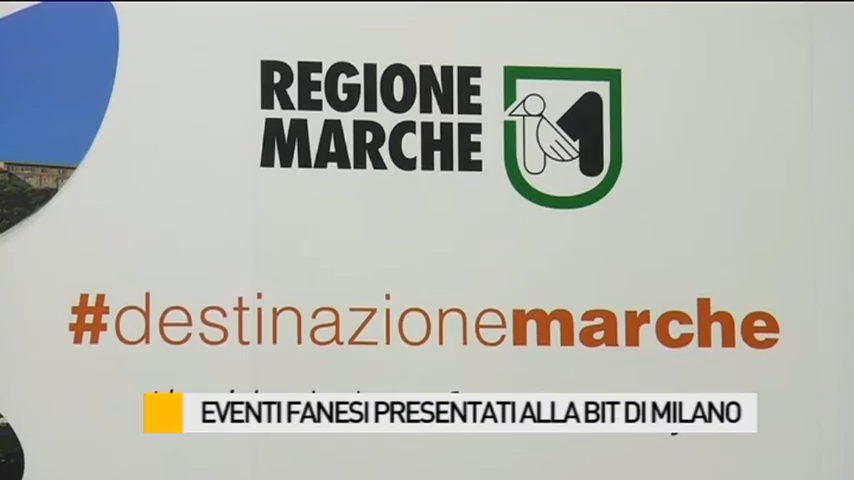 REGIONE
MARCHE
#destinazionemarche
EVENTI FANESI PRESENTATI ALLA BIT DI MILANO